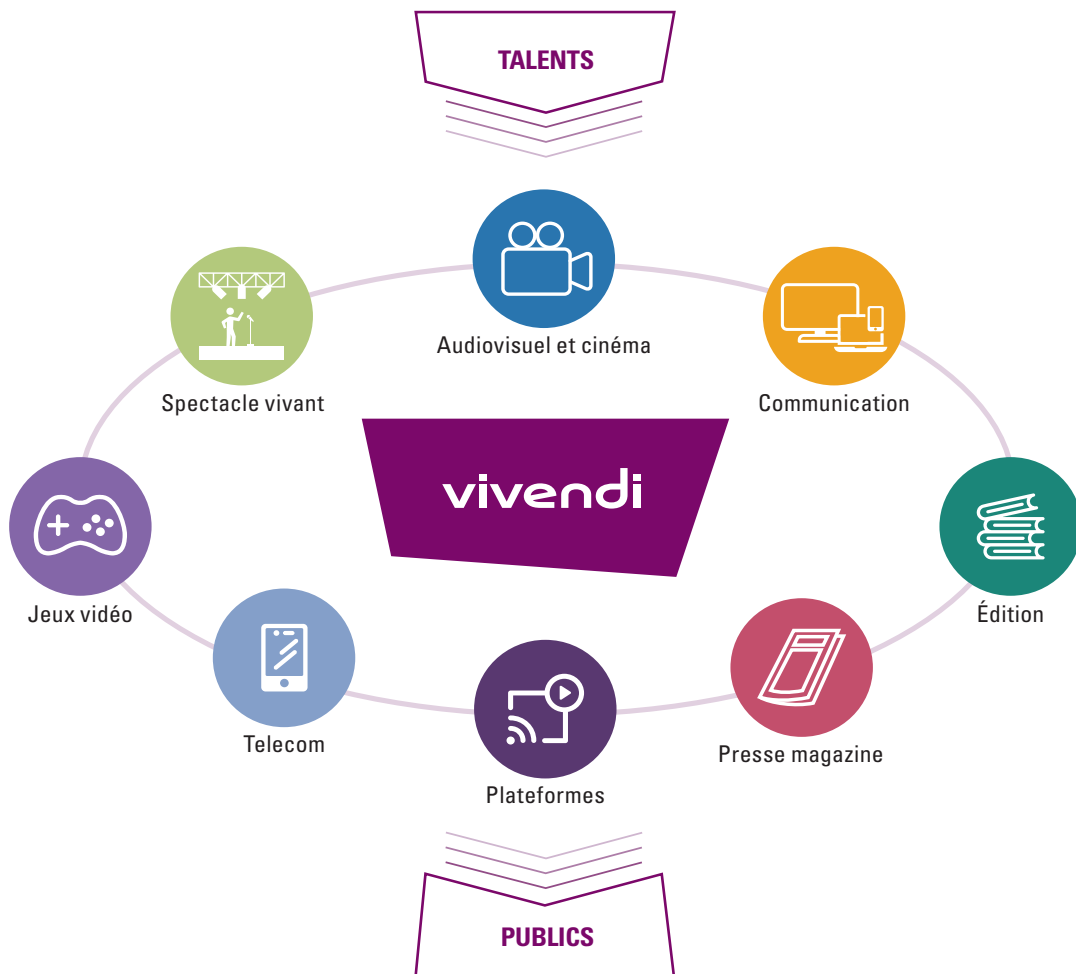 TALENTS
Audiovisuel et cinéma
Spectacle vivant
Communication
vivendi
Jeux vidéo
Édition
Telecom
Presse magazine
Plateformes
PUBLICS